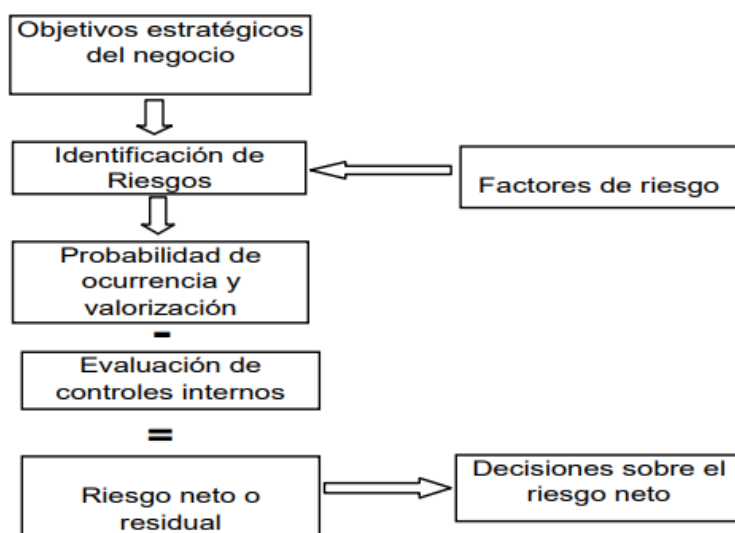 Objetivos estratégicos
del negocio
Identificación de
Riesgos
Factores de riesgo
Probabilidad de
ocurrencia y
valorización
-
Evaluación de
controles internos
=
Riesgo neto o
residual
Decisiones sobre el
riesgo neto